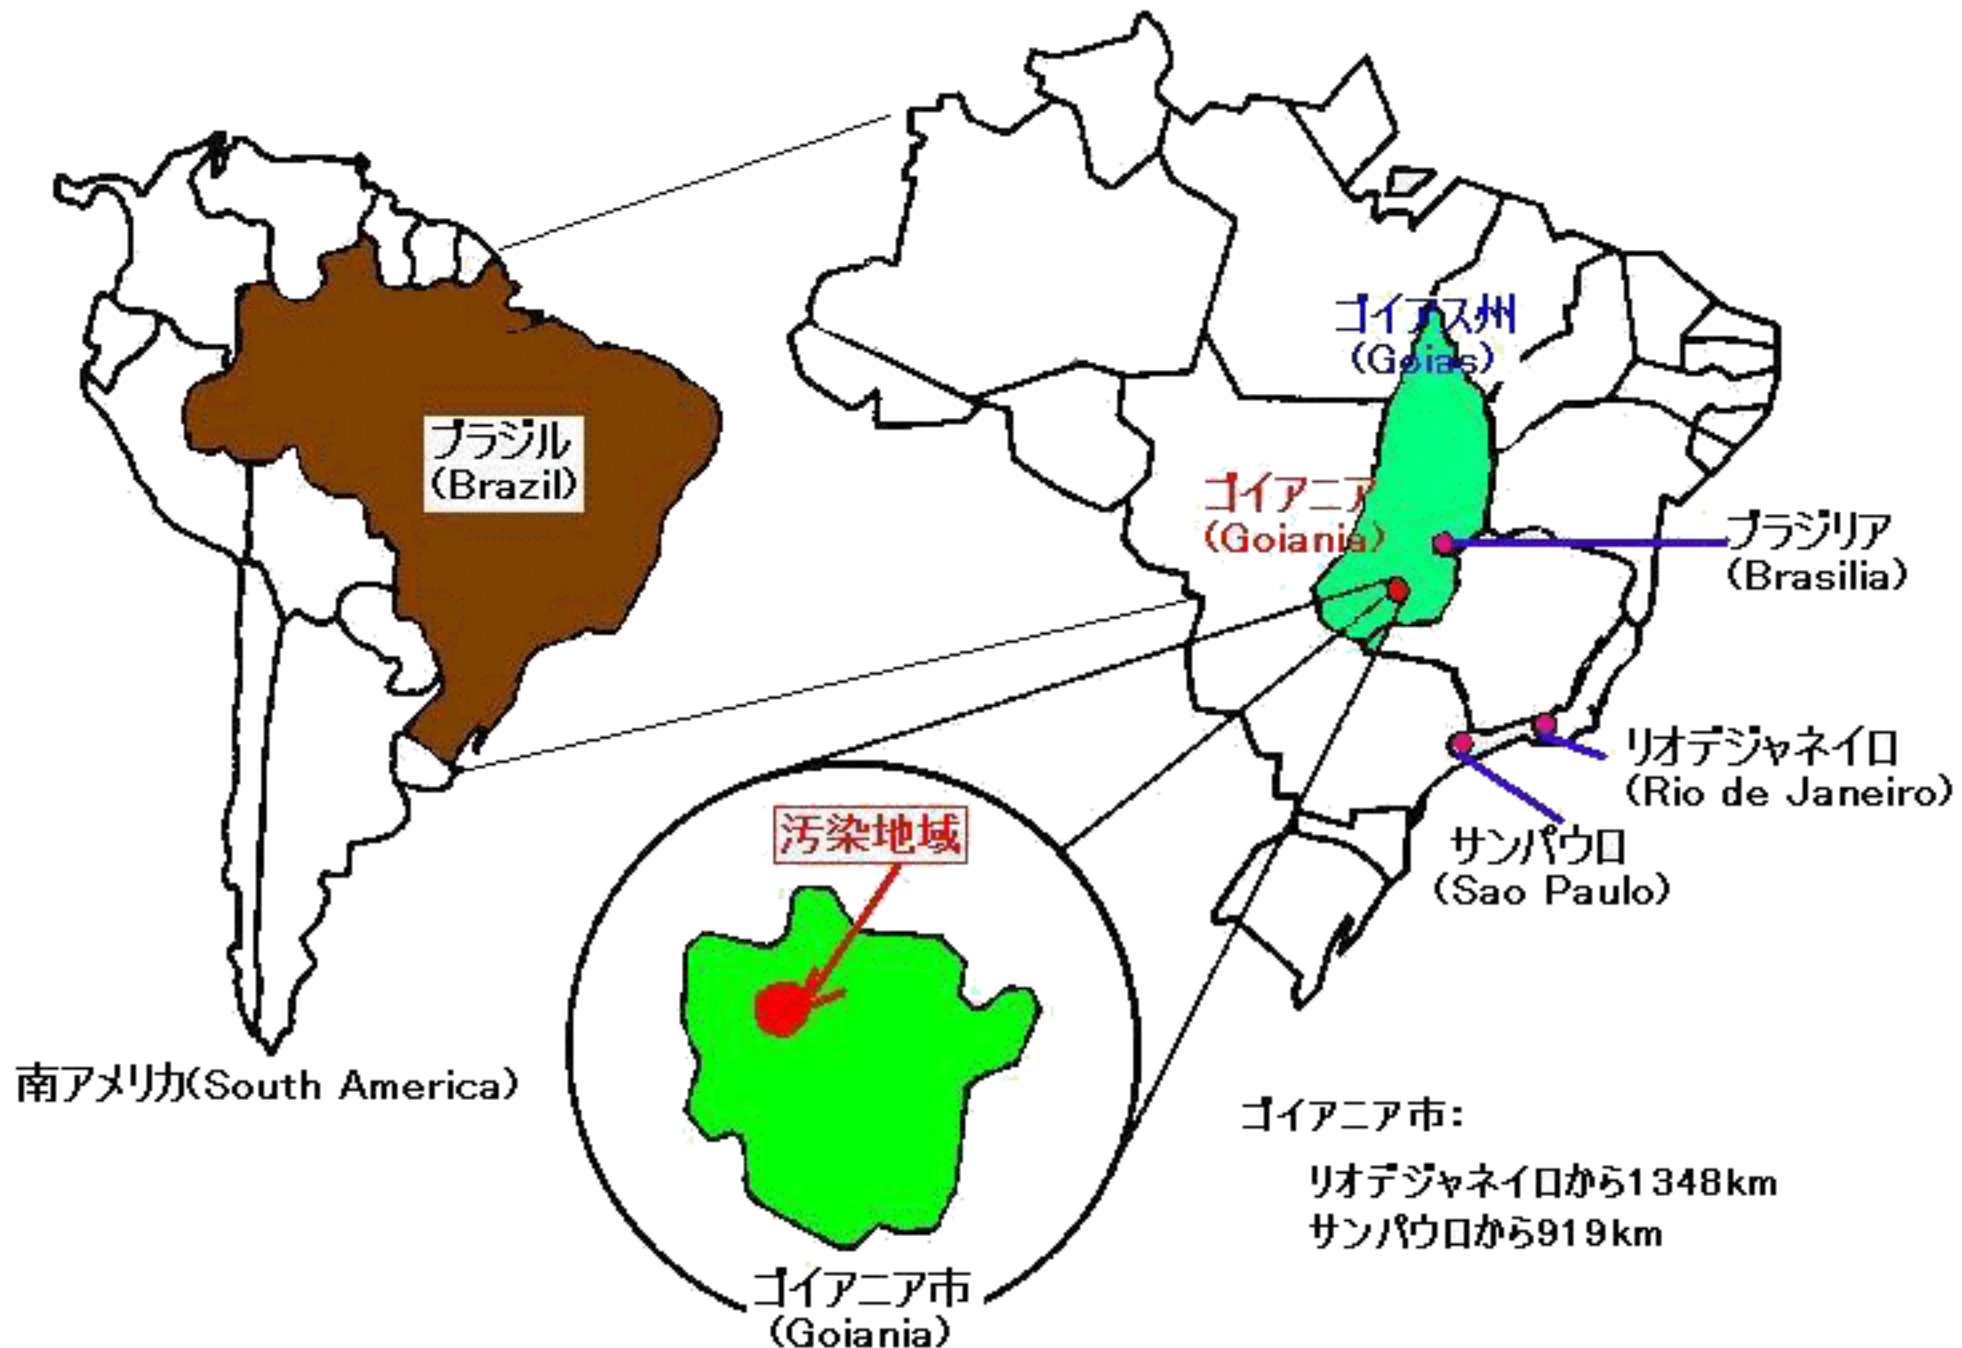 ブラジル
(Brazil)
南アメリカ(South America)
ゴイアス州
(Goias)
ゴイアニア
(Goiania)
ブラジリア
(Brasilia)
リオデジャネイロ
(Rio de Janeiro)
サンパウロ
(Sao Paulo)
汚染地域
ゴイアニア市
(Goiania)
ゴイアニア市:
リオデジャネイロから1348km
サンパウロから919km